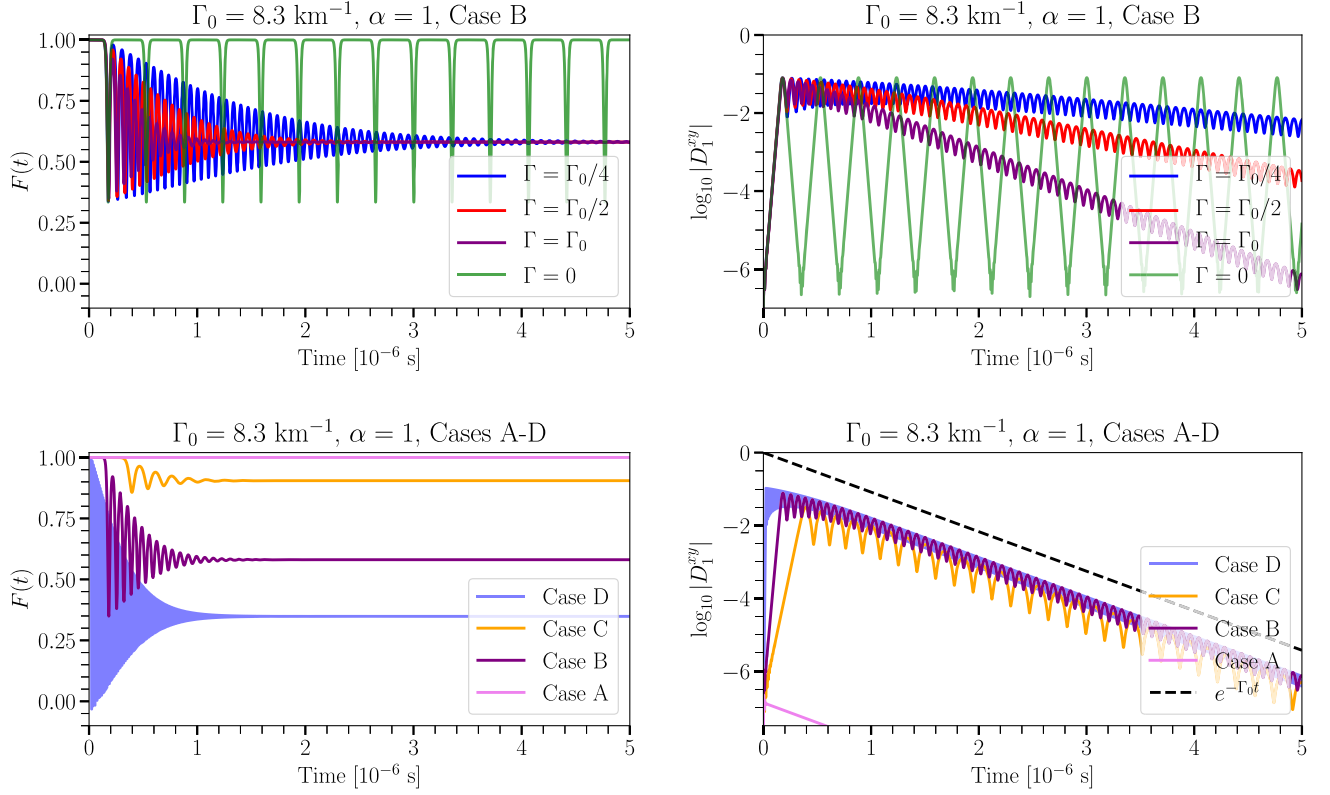 Γ₀ = 8.3 km⁻¹, α = 1, Case B
F(t)
1.00
0.75
0.50
0.25
0.00
Γ = Γ₀/4
Γ = Γ₀/2
Γ = Γ₀
Γ = 0
0 1 2 3 4 5
Time [10⁻⁶ s]
Γ₀ = 8.3 km⁻¹, α = 1, Case B
log₁₀ |D₁ˣʸ|
0
−2
−4
−6
Γ = Γ₀/4
Γ = Γ₀/2
Γ = Γ₀
Γ = 0
0 1 2 3 4 5
Time [10⁻⁶ s]
Γ₀ = 8.3 km⁻¹, α = 1, Cases A-D
F(t)
1.00
0.75
0.50
0.25
0.00
Case D
Case C
Case B
Case A
0 1 2 3 4 5
Time [10⁻⁶ s]
Γ₀ = 8.3 km⁻¹, α = 1, Cases A-D
log₁₀ |D₁ˣʸ|
0
−2
−4
−6
Case D
Case C
Case B
Case A
e^{−Γ₀t}
0 1 2 3 4 5
Time [10⁻⁶ s]